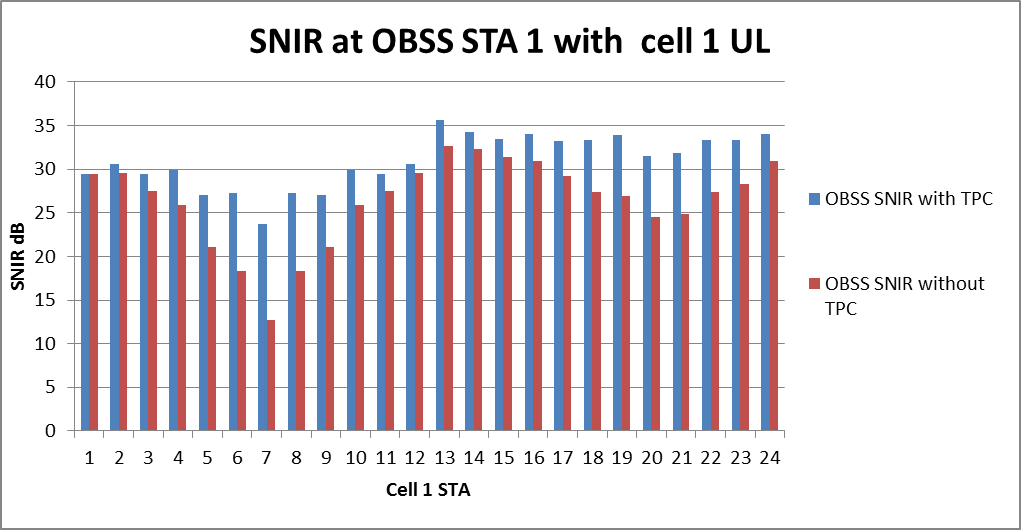 SNIR at OBSS STA 1 with  cell 1 UL
40
35
30
25
20
15
10
5
0
SNIR dB
1 2 3 4 5 6 7 8 9 10 11 12 13 14 15 16 17 18 19 20 21 22 23 24
Cell 1 STA
OBSS SNIR with TPC
OBSS SNIR without
TPC